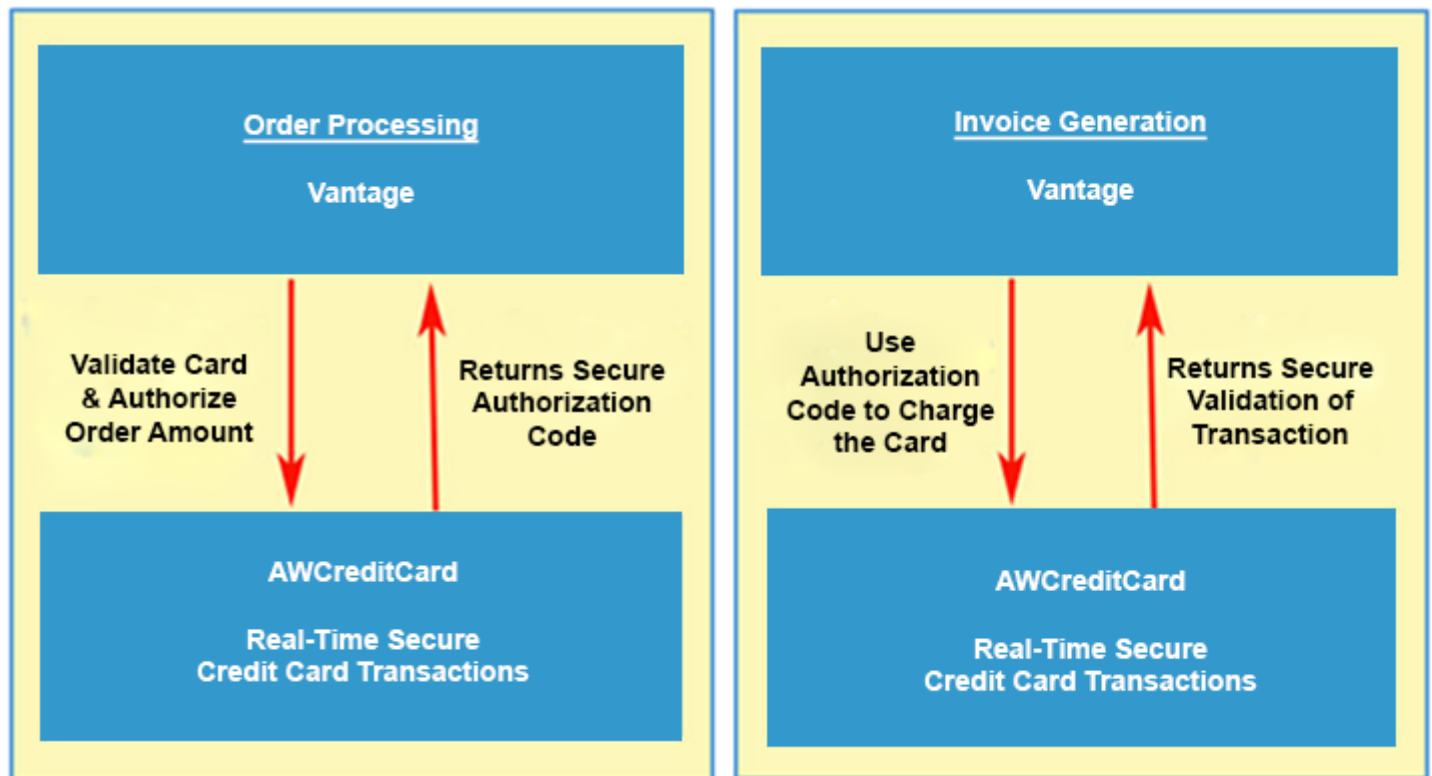 Order Processing
Vantage
Validate Card
& Authorize
Order Amount
Returns Secure
Authorization
Code
AWCreditCard
Real-Time Secure
Credit Card Transactions
Invoice Generation
Vantage
Use
Authorization
Code to Charge
the Card
Returns Secure
Validation of
Transaction
AWCreditCard
Real-Time Secure
Credit Card Transactions